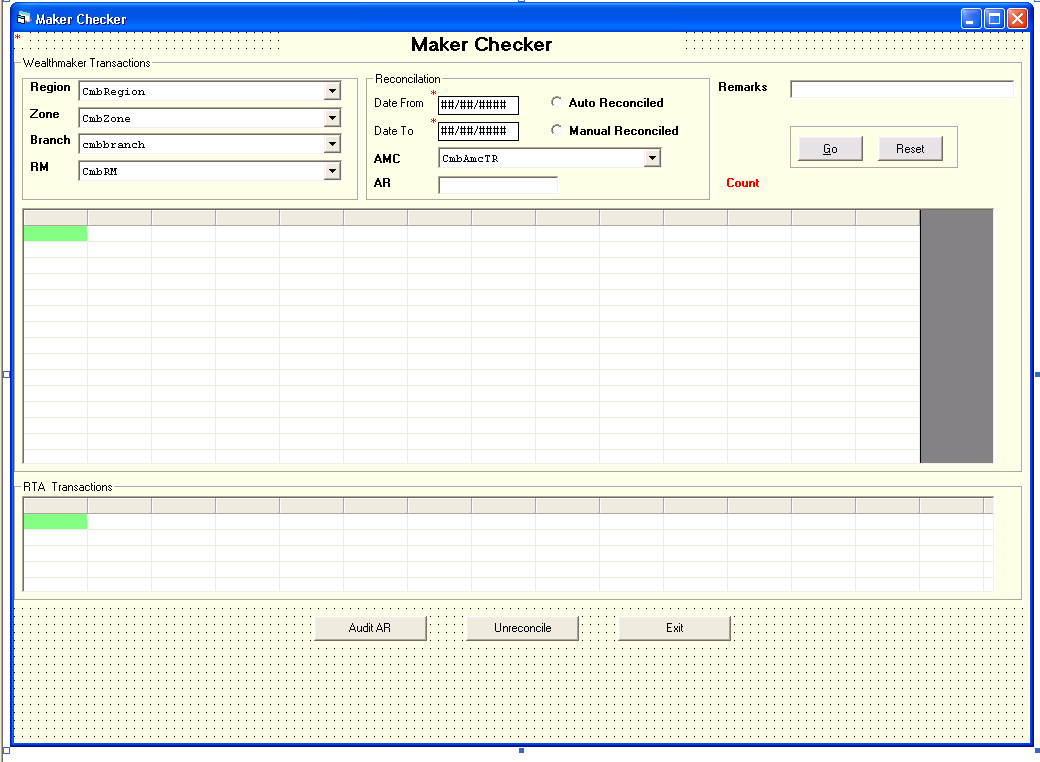 Maker Checker
*
Maker Checker
Wealthmaker Transactions
Region CmbRegion
Zone CmbZone
Branch cmbbranch
RM CmbRM
Reconcilation
Date From * ##/##/#### Auto Reconciled
Date To * ##/##/#### Manual Reconciled
AMC CmbAmcTR
AR
Remarks
Go Reset
Count
RTA Transactions
Audit AR Unreconcile Exit